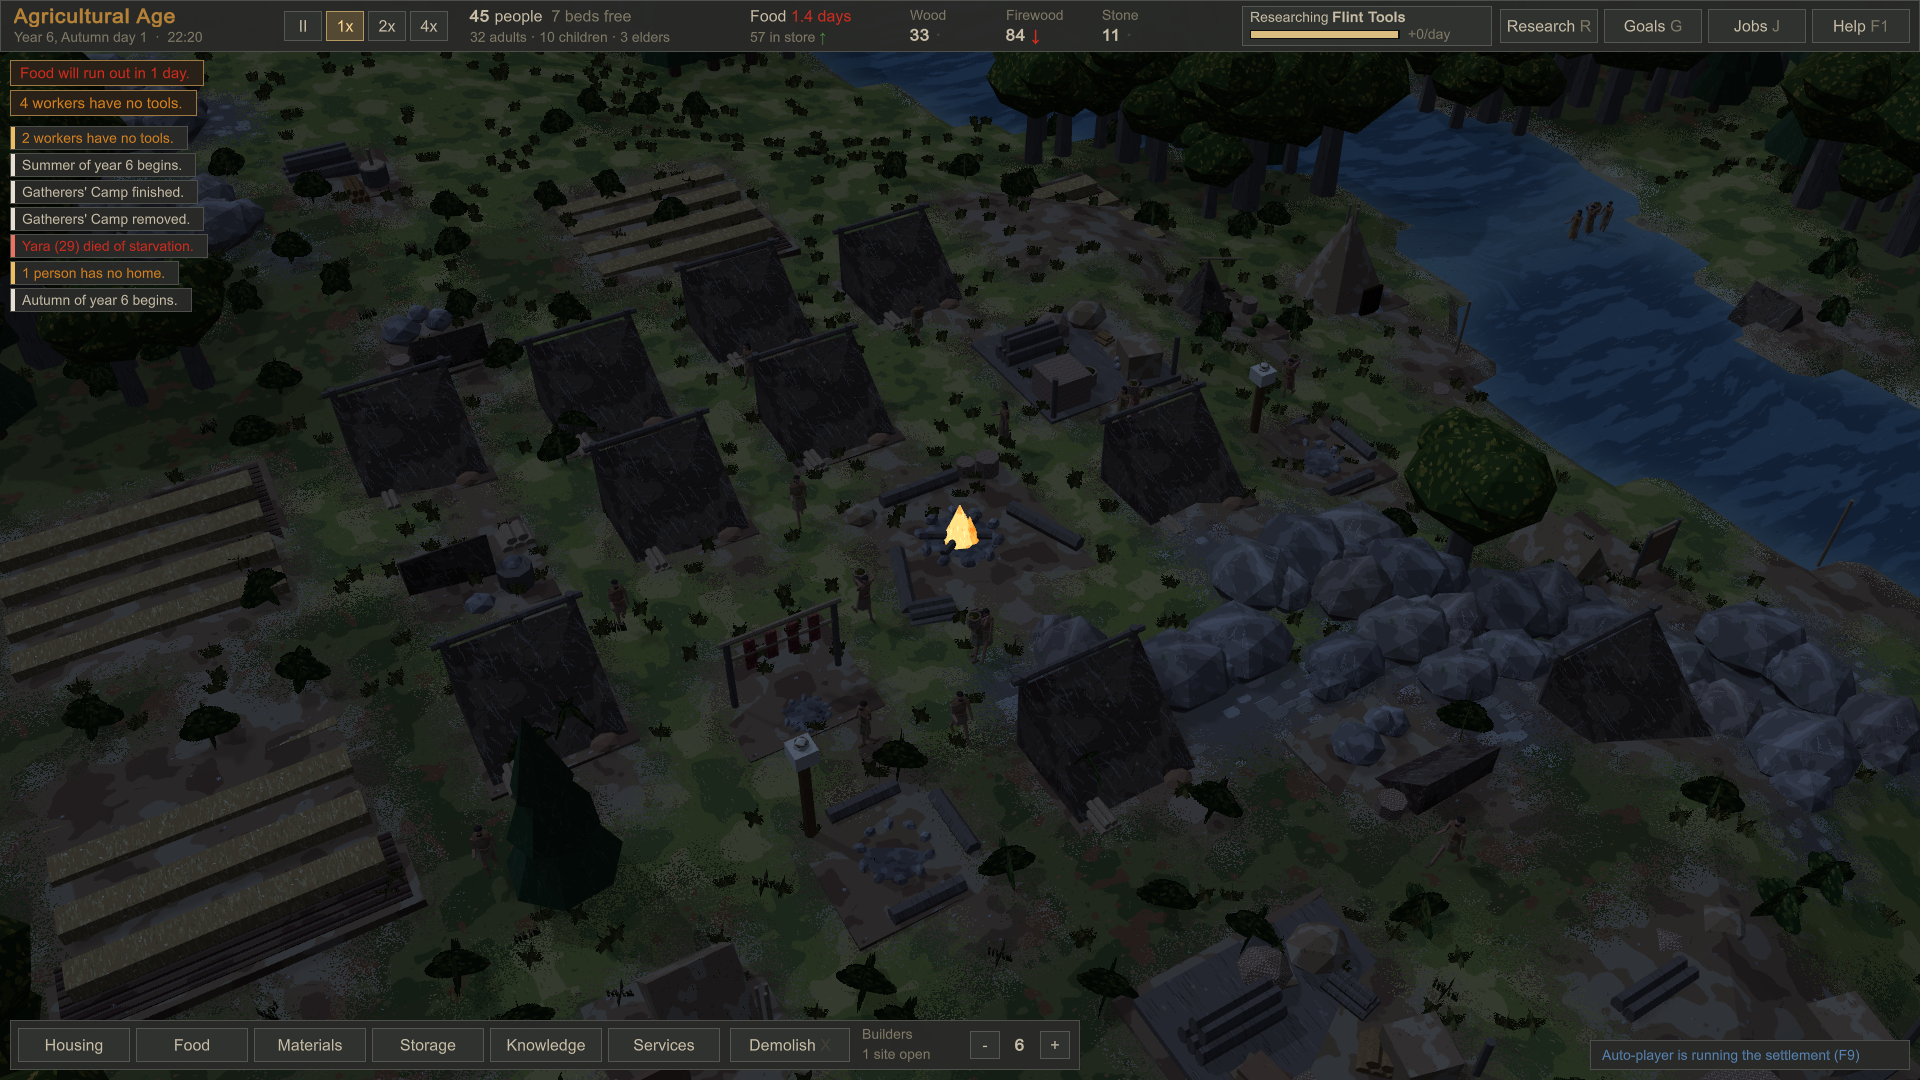 Agricultural Age
Year 6, Autumn day 1 · 22:20
II
1x
2x
4x
45 people 7 beds free
32 adults · 10 children · 3 elders
Food 1.4 days
57 in store ↑
Wood
33
Firewood
84 ↓
Stone
11
Researching Flint Tools
+0/day
Research R
Goals G
Jobs J
Help F1
Food will run out in 1 day.
4 workers have no tools.
2 workers have no tools.
Summer of year 6 begins.
Gatherers' Camp finished.
Gatherers' Camp removed.
Yara (29) died of starvation.
1 person has no home.
Autumn of year 6 begins.
Housing
Food
Materials
Storage
Knowledge
Services
Demolish X
Builders
1 site open
-
6
+
Auto-player is running the settlement (F9)